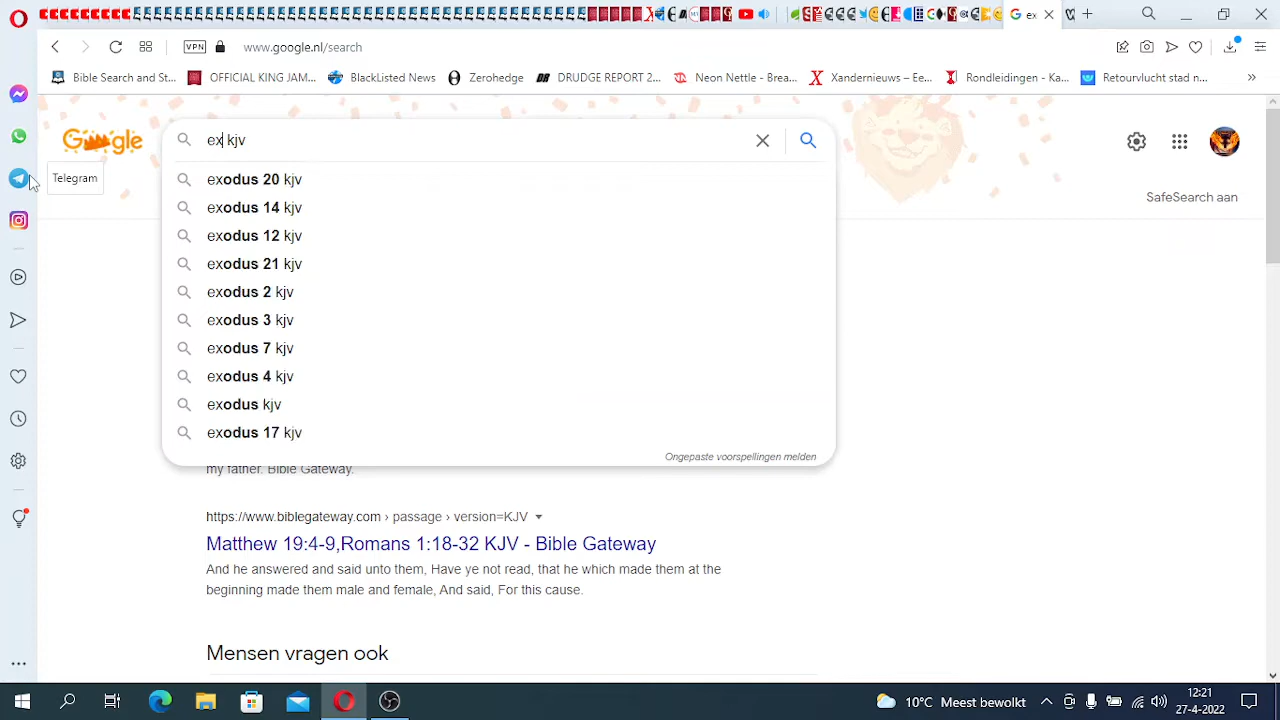 ex
VPN
www.google.nl/search
Bible Search and St...
OFFICIAL KING JAM...
BlackListed News
Zerohedge
DRUDGE REPORT 2...
Neon Nettle - Brea...
Xandernieuws – Ee...
Rondleidingen - Ka...
Retourvlucht stad n...
Google
ex kjv
Telegram
SafeSearch aan
exodus 20 kjv
exodus 14 kjv
exodus 12 kjv
exodus 21 kjv
exodus 2 kjv
exodus 3 kjv
exodus 7 kjv
exodus 4 kjv
exodus kjv
exodus 17 kjv
Ongepaste voorspellingen melden
my father. Bible Gateway.
https://www.biblegateway.com › passage › version=KJV
Matthew 19:4-9,Romans 1:18-32 KJV - Bible Gateway
And he answered and said unto them, Have ye not read, that he which made them at the
beginning made them male and female, And said, For this cause.
Mensen vragen ook
10°C Meest bewolkt
12:21
27-4-2022